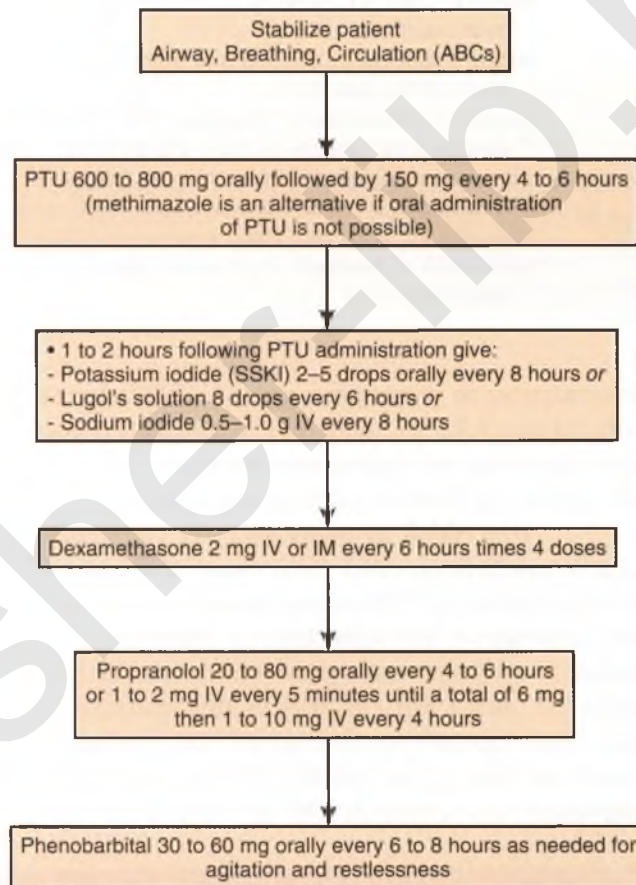 Stabilize patient
Airway, Breathing, Circulation (ABCs)
PTU 600 to 800 mg orally followed by 150 mg every 4 to 6 hours
(methimazole is an alternative if oral administration
of PTU is not possible)
• 1 to 2 hours following PTU administration give:
- Potassium iodide (SSKI) 2–5 drops orally every 8 hours or
- Lugol's solution 8 drops every 6 hours or
- Sodium iodide 0.5–1.0 g IV every 8 hours
Dexamethasone 2 mg IV or IM every 6 hours times 4 doses
Propranolol 20 to 80 mg orally every 4 to 6 hours
or 1 to 2 mg IV every 5 minutes until a total of 6 mg
then 1 to 10 mg IV every 4 hours
Phenobarbital 30 to 60 mg orally every 6 to 8 hours as needed for
agitation and restlessness